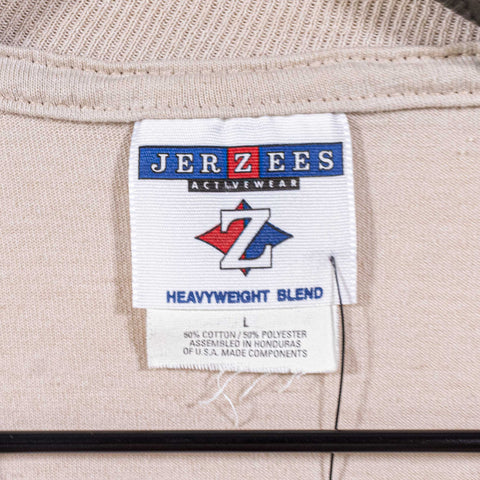 JERZEES
ACTIVEWEAR
Z
HEAVYWEIGHT BLEND
L
50% COTTON / 50% POLYESTER
ASSEMBLED IN HONDURAS
OF U.S.A. MADE COMPONENTS